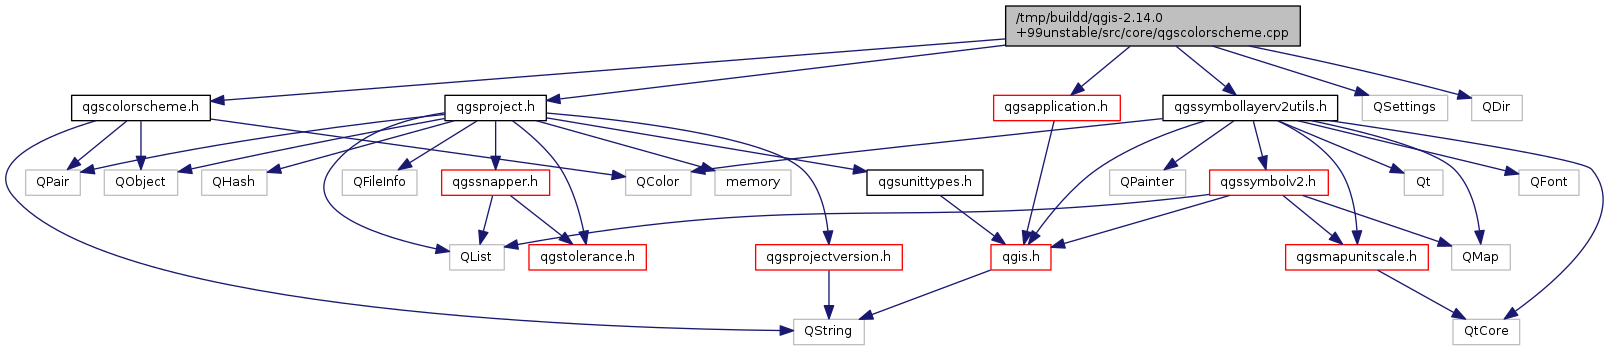 /tmp/buildd/qgis-2.14.0
+99unstable/src/core/qgscolorscheme.cpp
qgscolorscheme.h
qgsproject.h
qgsapplication.h
qgssymbollayerv2utils.h
QSettings
QDir
QPair
QObject
QHash
QFileInfo
qgssnapper.h
QColor
memory
qgsunittypes.h
QPainter
qgssymbolv2.h
Qt
QFont
QList
qgstolerance.h
qgsprojectversion.h
qgis.h
qgsmapunitscale.h
QMap
QString
QtCore